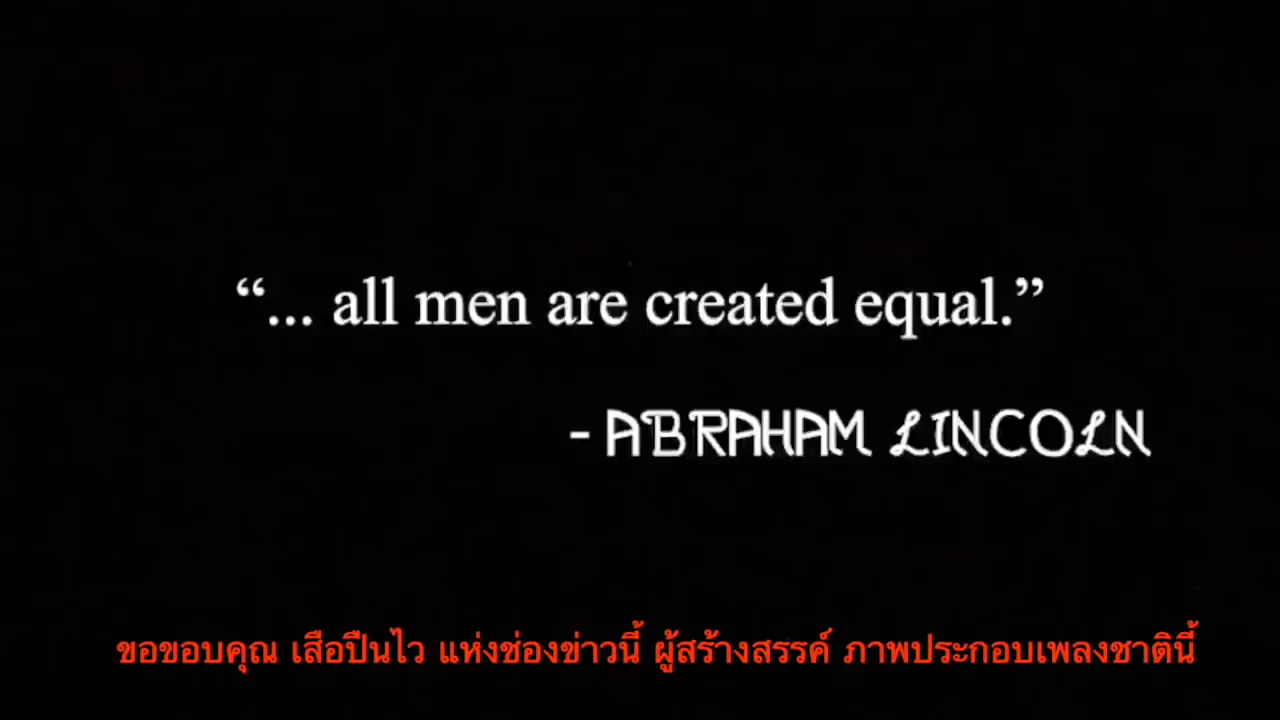 “... all men are created equal.”
- ABRAHAM LINCOLN
ขอขอบคุณ เสือปืนไว แห่งช่องข่าวนี้ ผู้สร้างสรรค์ ภาพประกอบเพลงชาตินี้